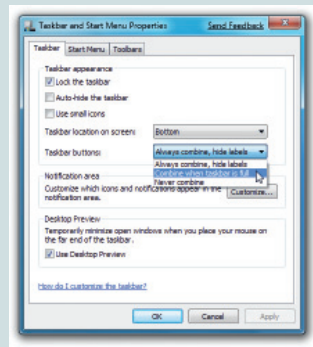 Taskbar and Start Menu Properties
Send Feedback
Taskbar
Start Menu
Toolbars
Taskbar appearance
Lock the taskbar
Auto-hide the taskbar
Use small icons
Taskbar location on screen:
Bottom
Taskbar buttons:
Always combine, hide labels
Always combine, hide labels
Combine when taskbar is full
Never combine
Notification area
Customize which icons and notifications appear in the
notification area.
Customize...
Desktop Preview
Temporarily minimize open windows when you place your mouse on
the far end of the taskbar.
Use Desktop Preview
How do I customize the taskbar?
OK
Cancel
Apply